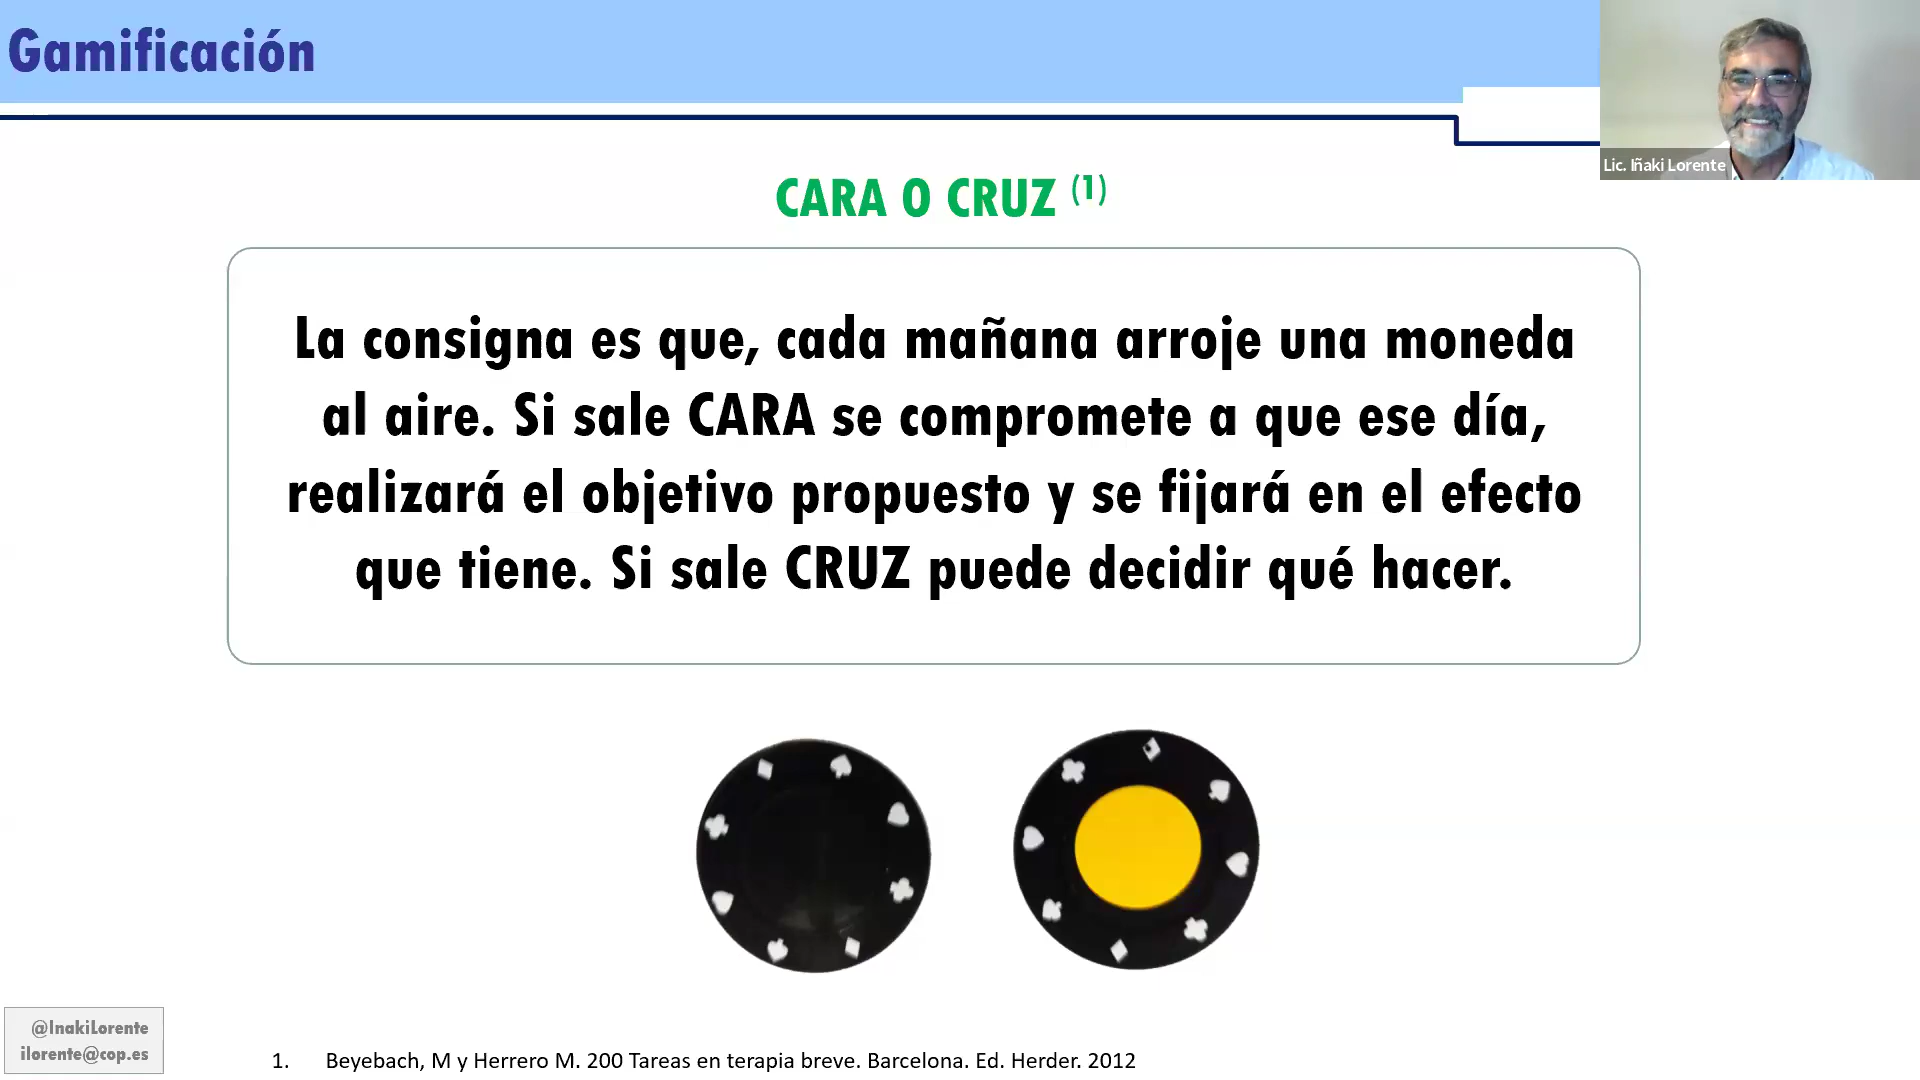 Gamificación
Lic. Iñaki Lorente
CARA O CRUZ (1)
La consigna es que, cada mañana arroje una moneda
al aire. Si sale CARA se compromete a que ese día,
realizará el objetivo propuesto y se fijará en el efecto
que tiene. Si sale CRUZ puede decidir qué hacer.
@InakiLorente
ilorente@cop.es
1. Beyebach, M y Herrero M. 200 Tareas en terapia breve. Barcelona. Ed. Herder. 2012